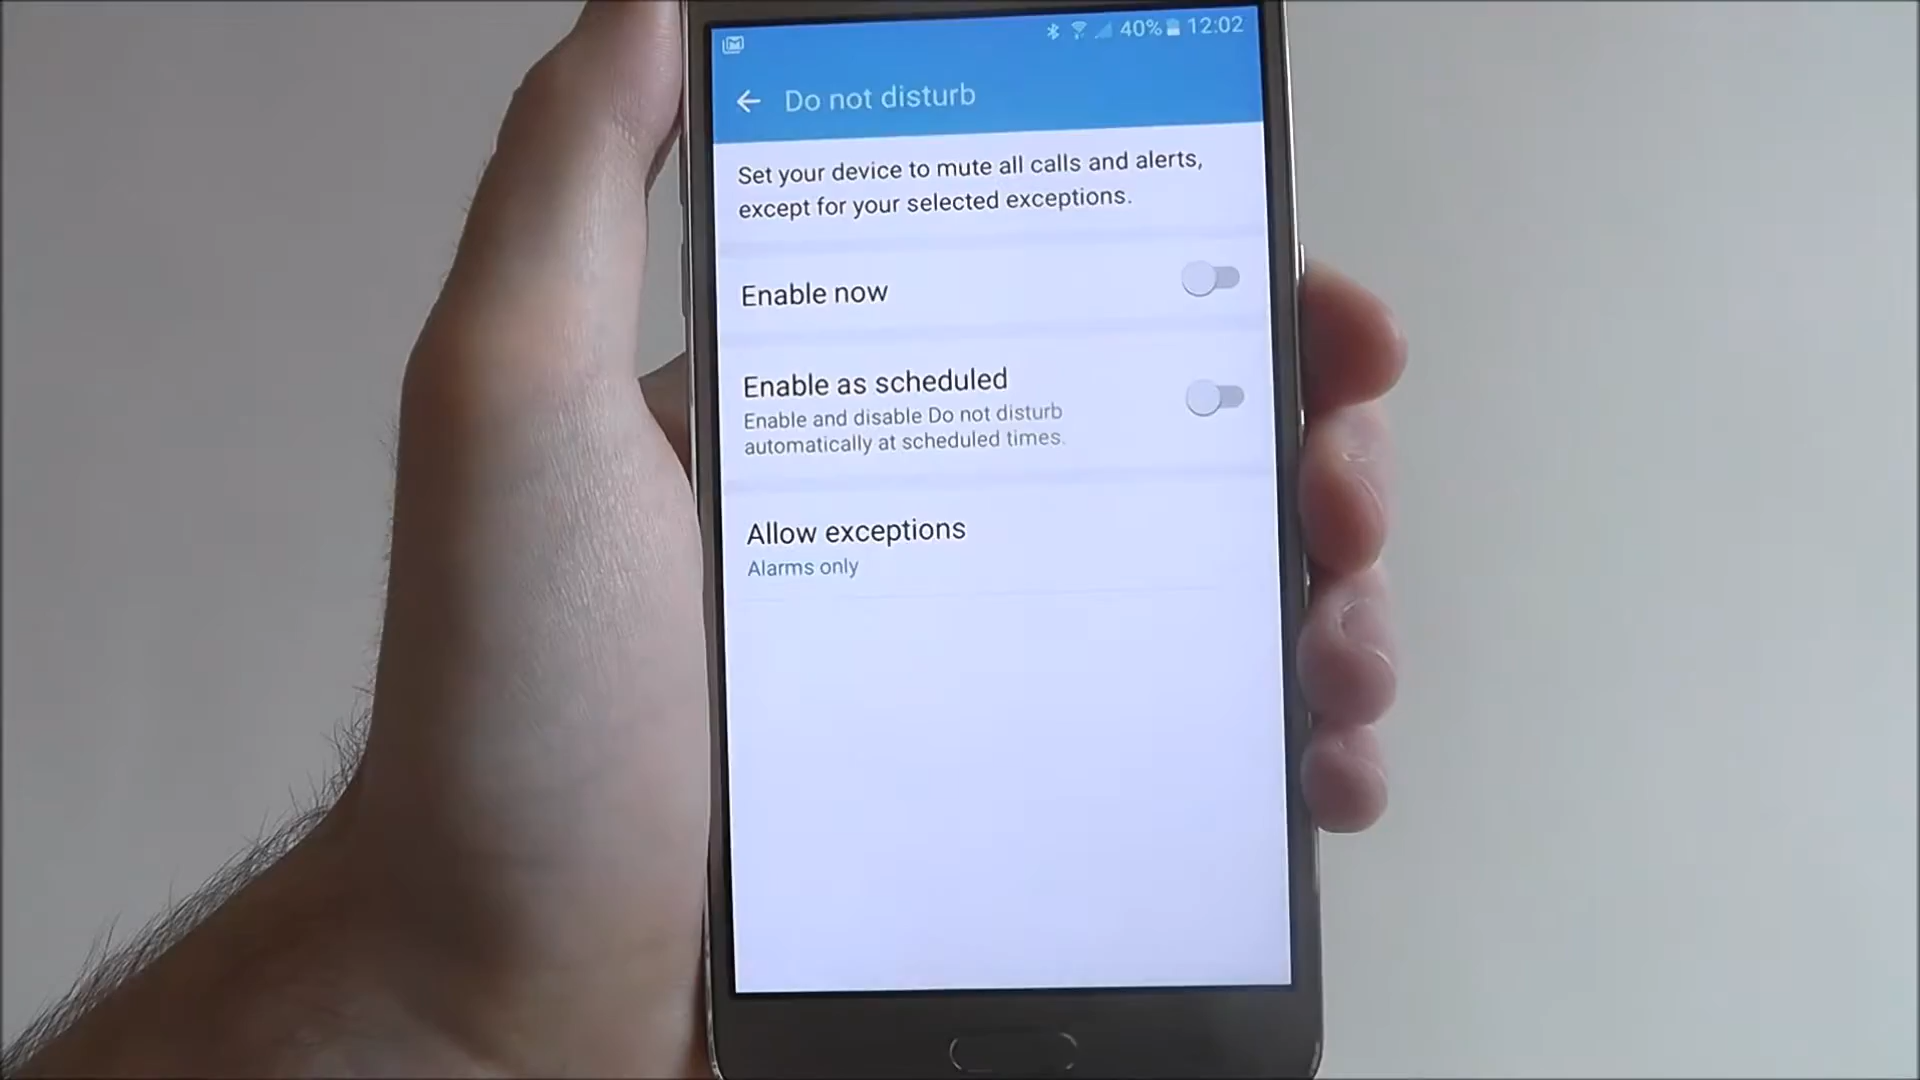 40% 12:02
Do not disturb
Set your device to mute all calls and alerts,
except for your selected exceptions.
Enable now
Enable as scheduled
Enable and disable Do not disturb
automatically at scheduled times.
Allow exceptions
Alarms only